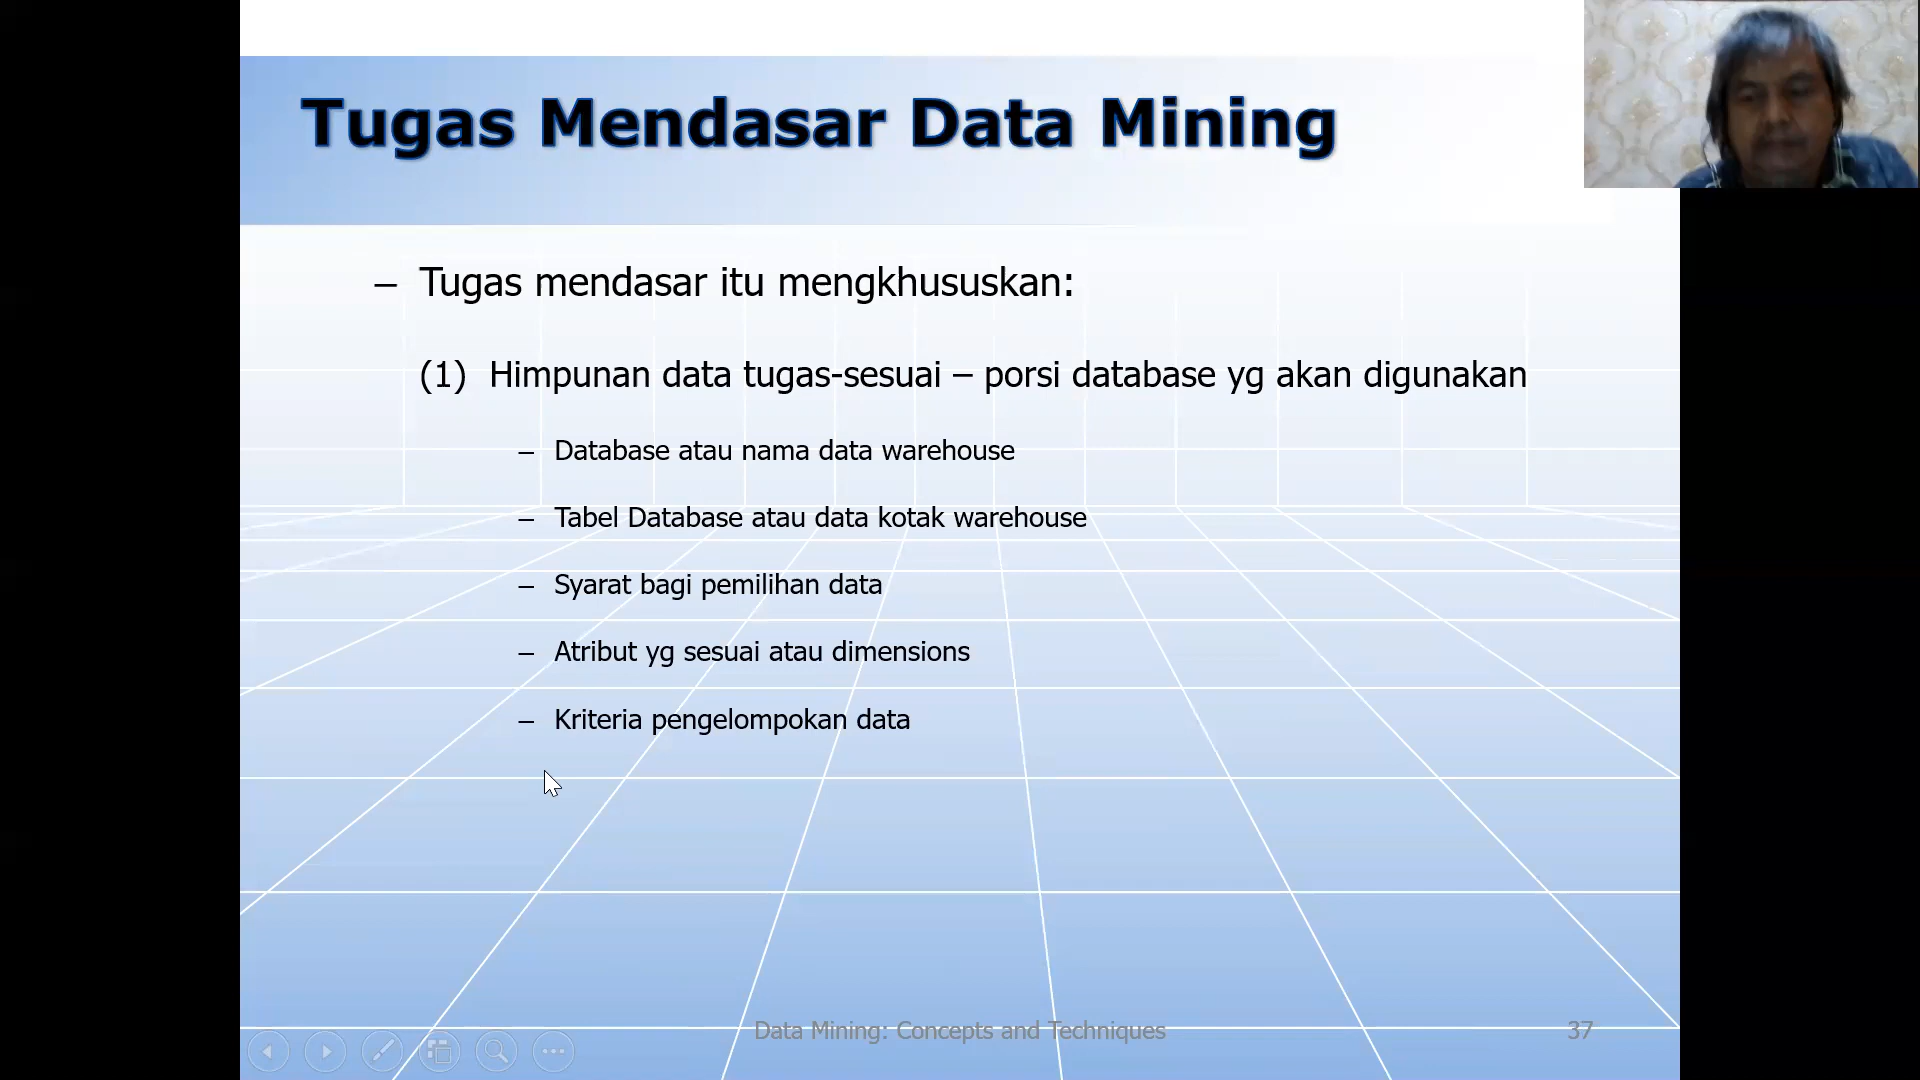 Tugas Mendasar Data Mining
– Tugas mendasar itu mengkhususkan:
(1) Himpunan data tugas-sesuai – porsi database yg akan digunakan
– Database atau nama data warehouse
– Tabel Database atau data kotak warehouse
– Syarat bagi pemilihan data
– Atribut yg sesuai atau dimensions
– Kriteria pengelompokan data
Data Mining: Concepts and Techniques
37